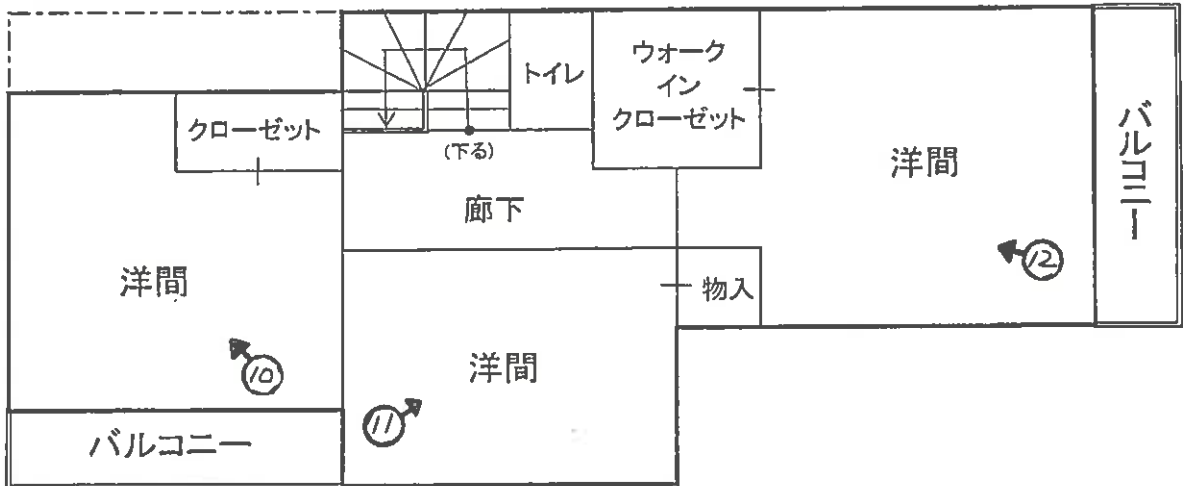 ウォーク
イン
クローゼット
トイレ
クローゼット
(下る)
バルコニー
洋間
廊下
12
洋間
物入
洋間
10
11
バルコニー